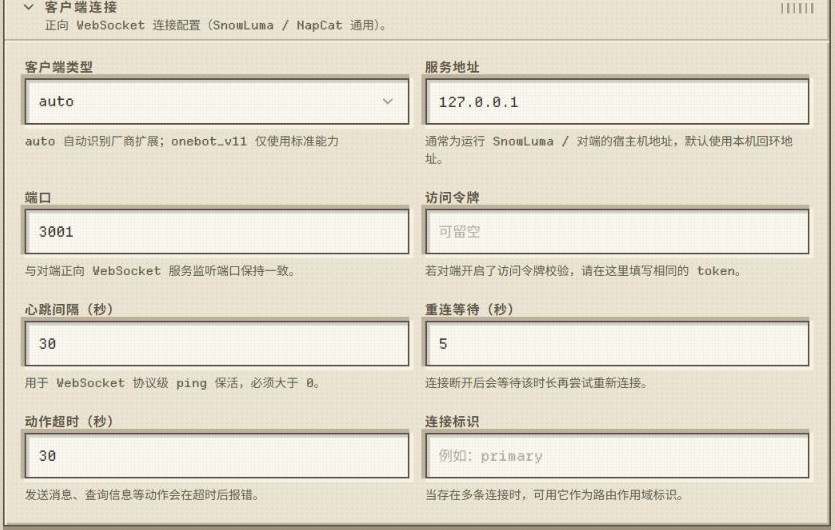 客户端连接
正向 WebSocket 连接配置（SnowLuma / NapCat 通用）。
客户端类型
auto
auto 自动识别厂商扩展；onebot_v11 仅使用标准能力
服务地址
127.0.0.1
通常为运行 SnowLuma / 对端的宿主机地址，默认使用本机回环地
址。
端口
3001
与对端正向 WebSocket 服务监听端口保持一致。
访问令牌
可留空
若对端开启了访问令牌校验，请在这里填写相同的 token。
心跳间隔（秒）
30
用于 WebSocket 协议级 ping 保活，必须大于 0。
重连等待（秒）
5
连接断开后会等待该时长再尝试重新连接。
动作超时（秒）
30
发送消息、查询信息等动作会在超时后报错。
连接标识
例如：primary
当存在多条连接时，可用它作为路由作用域标识。